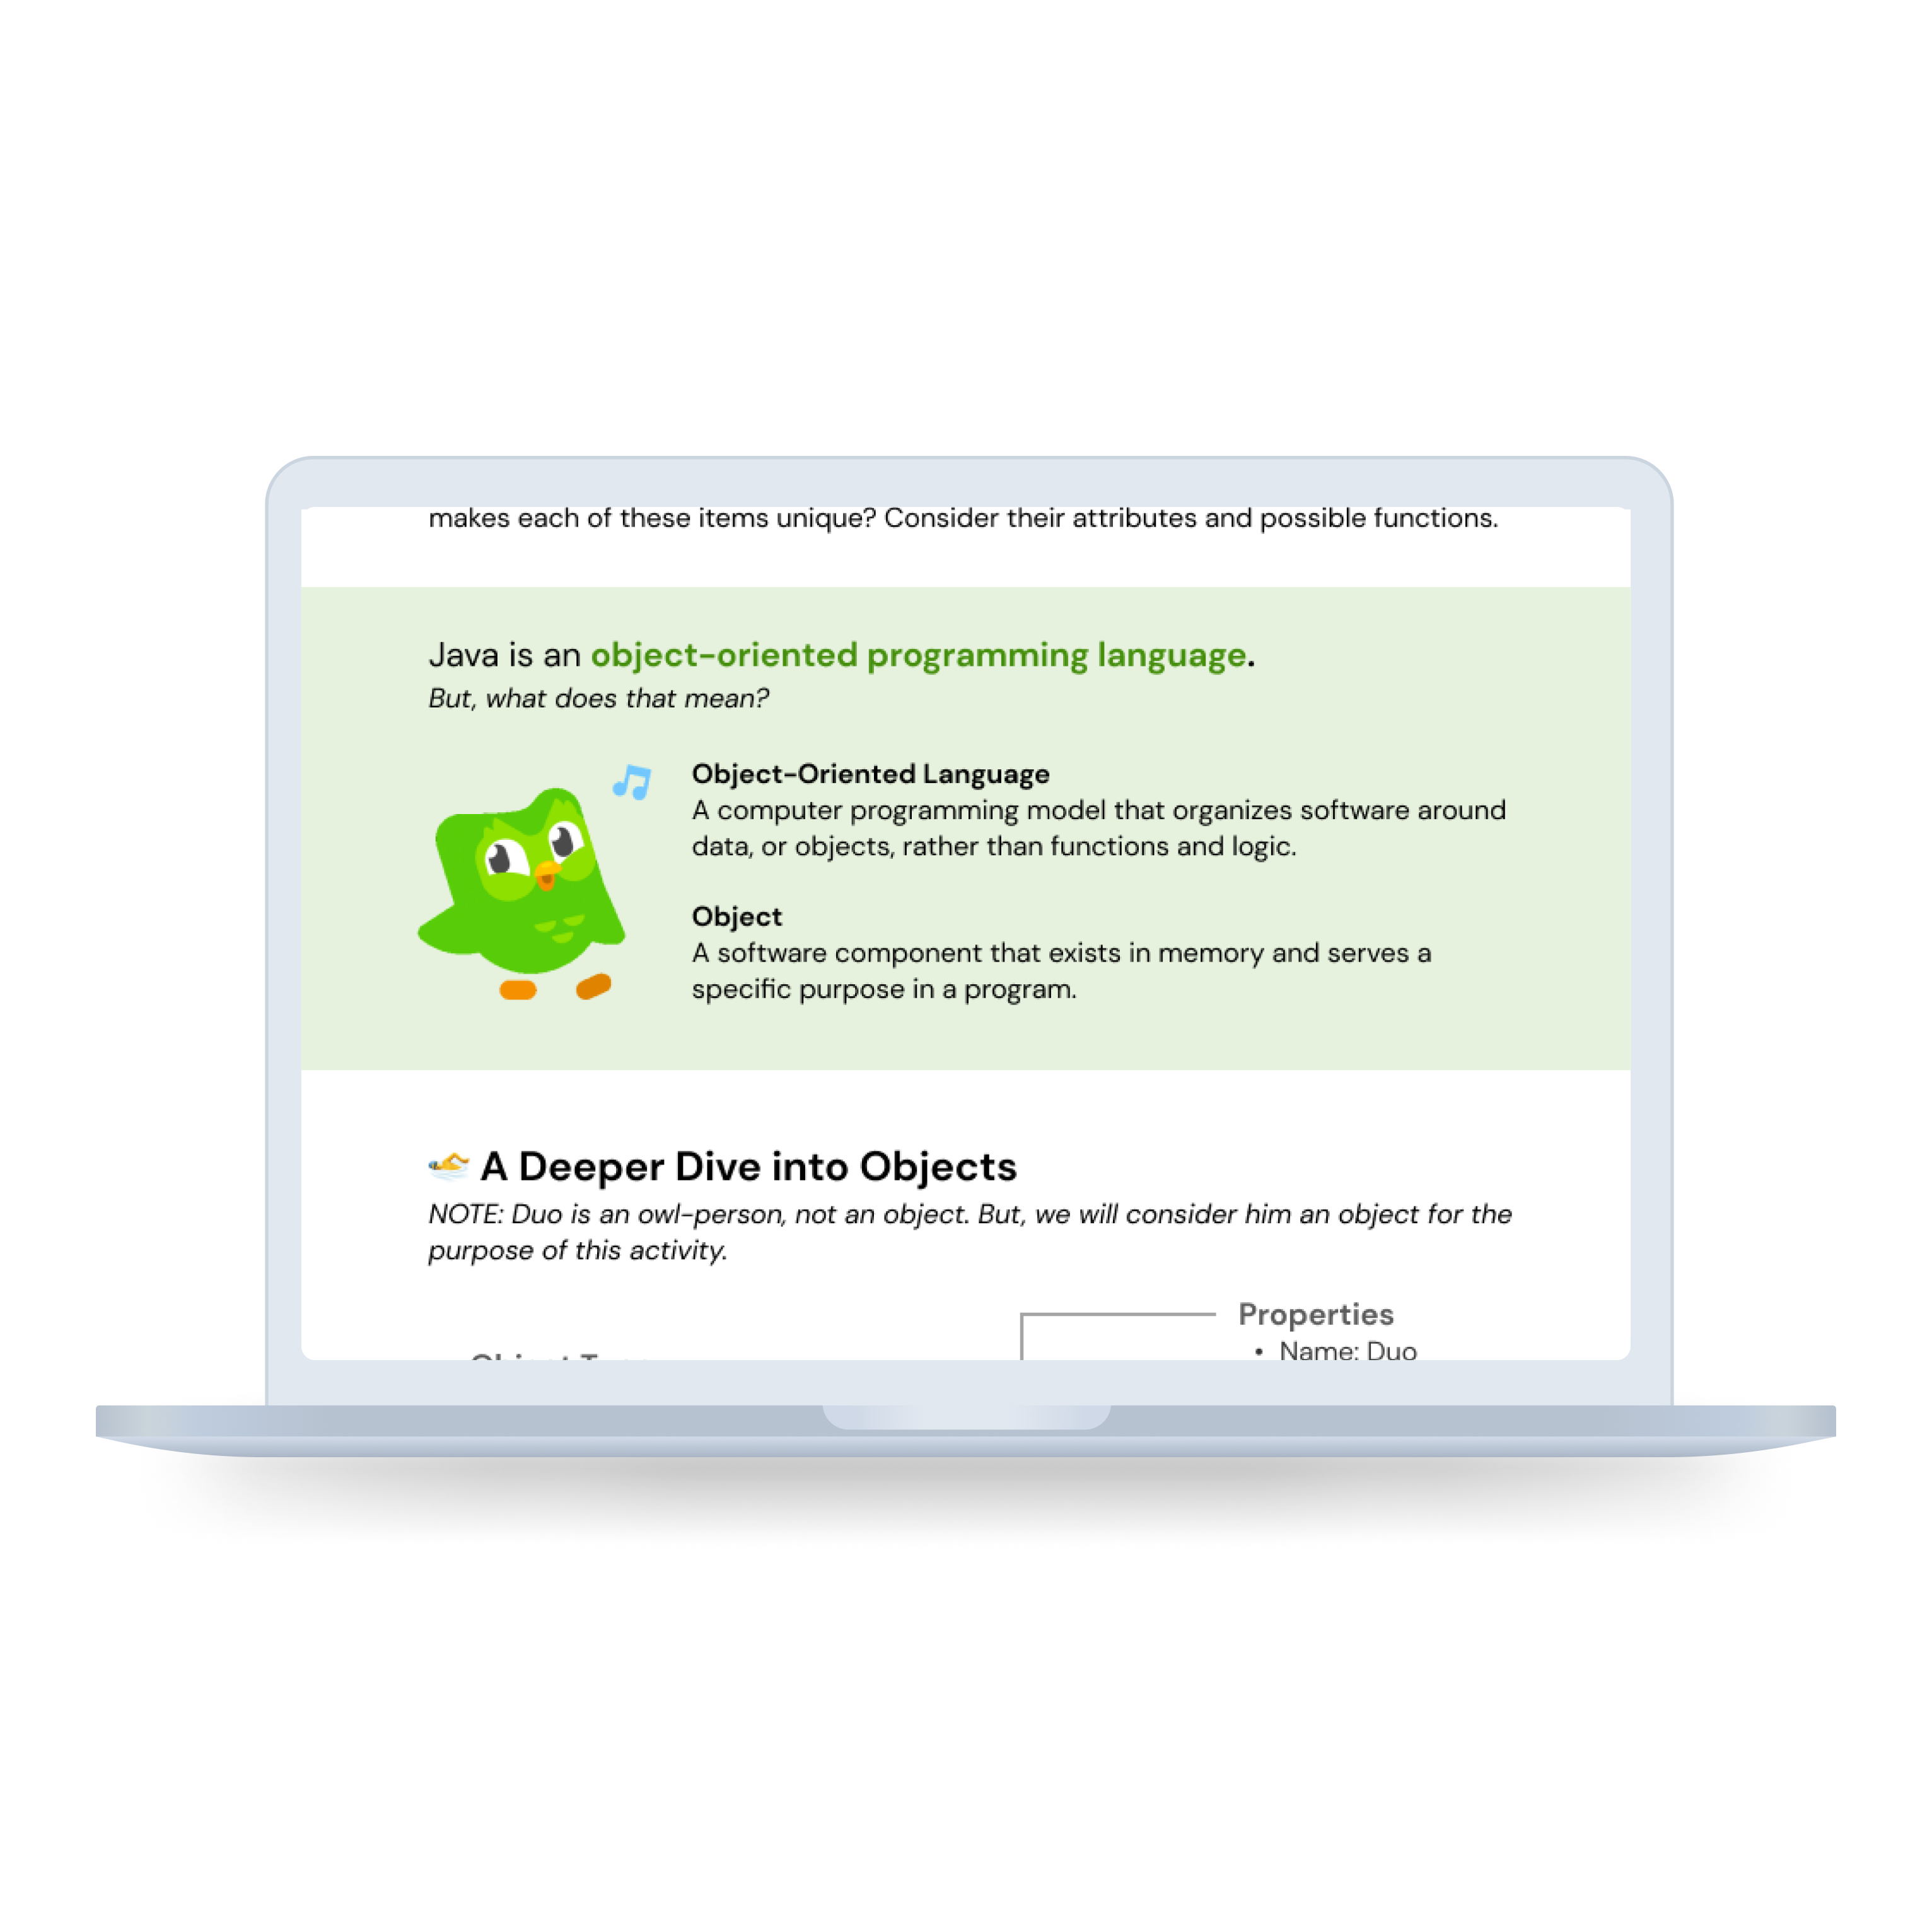 makes each of these items unique? Consider their attributes and possible functions.
Java is an object-oriented programming language.
But, what does that mean?
Object-Oriented Language
A computer programming model that organizes software around
data, or objects, rather than functions and logic.
Object
A software component that exists in memory and serves a
specific purpose in a program.
A Deeper Dive into Objects
NOTE: Duo is an owl-person, not an object. But, we will consider him an object for the
purpose of this activity.
Properties
• Name: Duo
Object